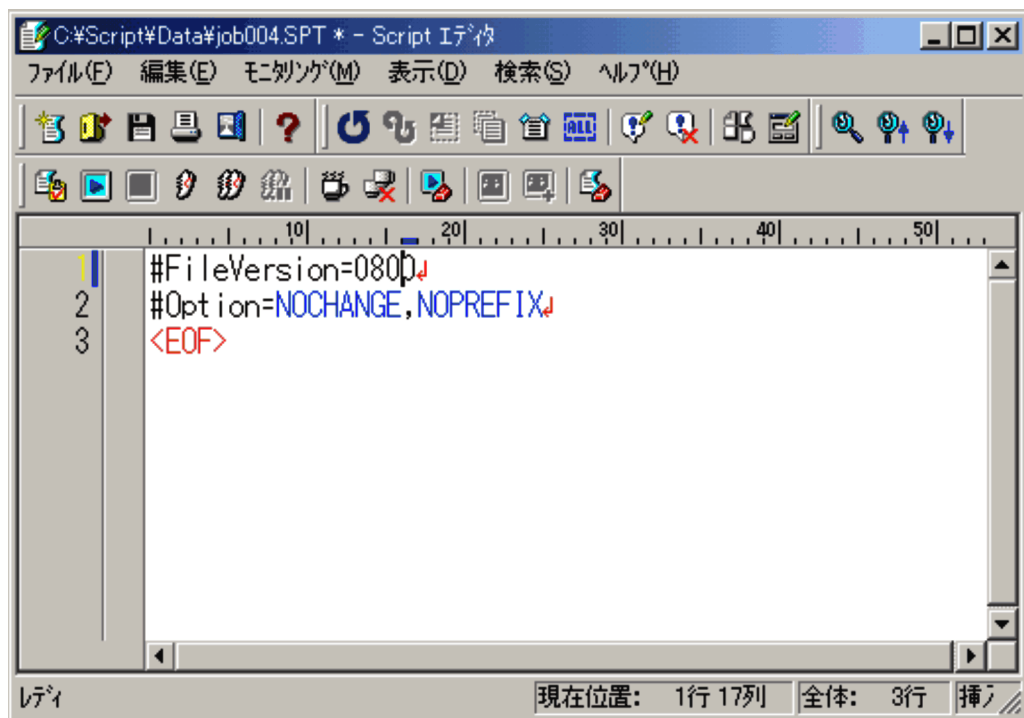 C:¥Script¥Data¥job004.SPT * - Script ｴﾃﾞｨﾀ
ﾌｧｲﾙ(F) 編集(E) ﾓﾆﾀﾘﾝｸﾞ(M) 表示(D) 検索(S) ﾍﾙﾌﾟ(H)
ALL
10 20 30 40 50
1 #FileVersion=0800
2 #Option=NOCHANGE,NOPREFIX
3 <EOF>
ﾚﾃﾞｨ 現在位置: 1行 17列 全体: 3行 挿